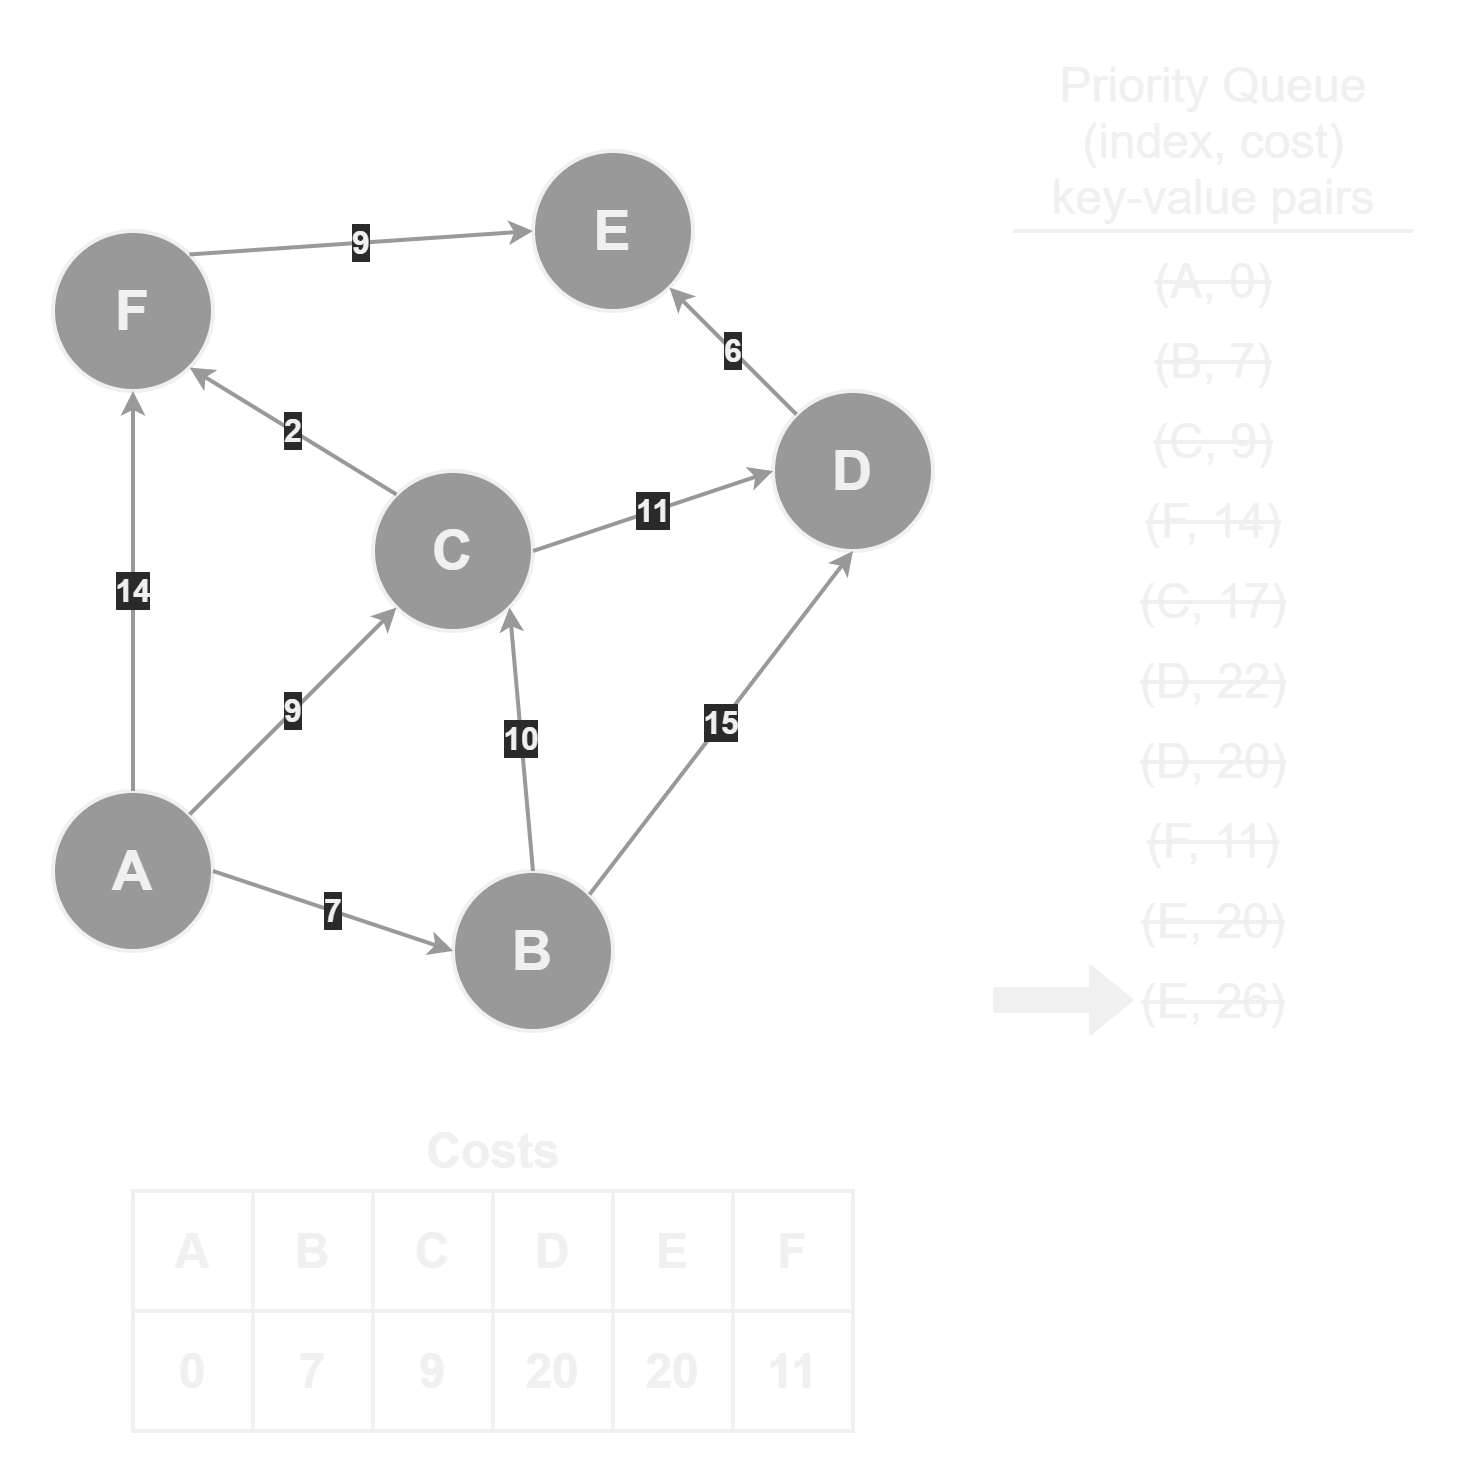 Priority Queue
(index, cost)
key-value pairs
(A, 0)
(B, 7)
(C, 9)
(F, 14)
(C, 17)
(D, 22)
(D, 20)
(F, 11)
(E, 20)
(E, 26)
E
9
F
6
2
D
11
C
14
9
10
15
A
7
B
Costs
A B C D E F
0 7 9 20 20 11